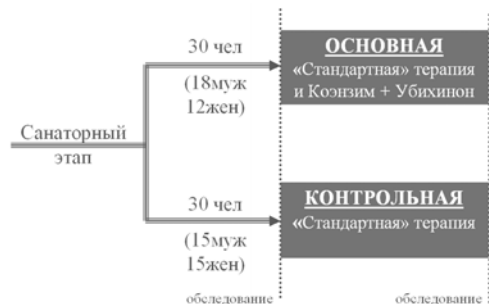 30 чел
(18муж
12жен)
ОСНОВНАЯ
«Стандартная» терапия
и Коэнзим + Убихинон
Санаторный
этап
30 чел
(15муж
15жен)
КОНТРОЛЬНАЯ
«Стандартная» терапия
обследование
обследование